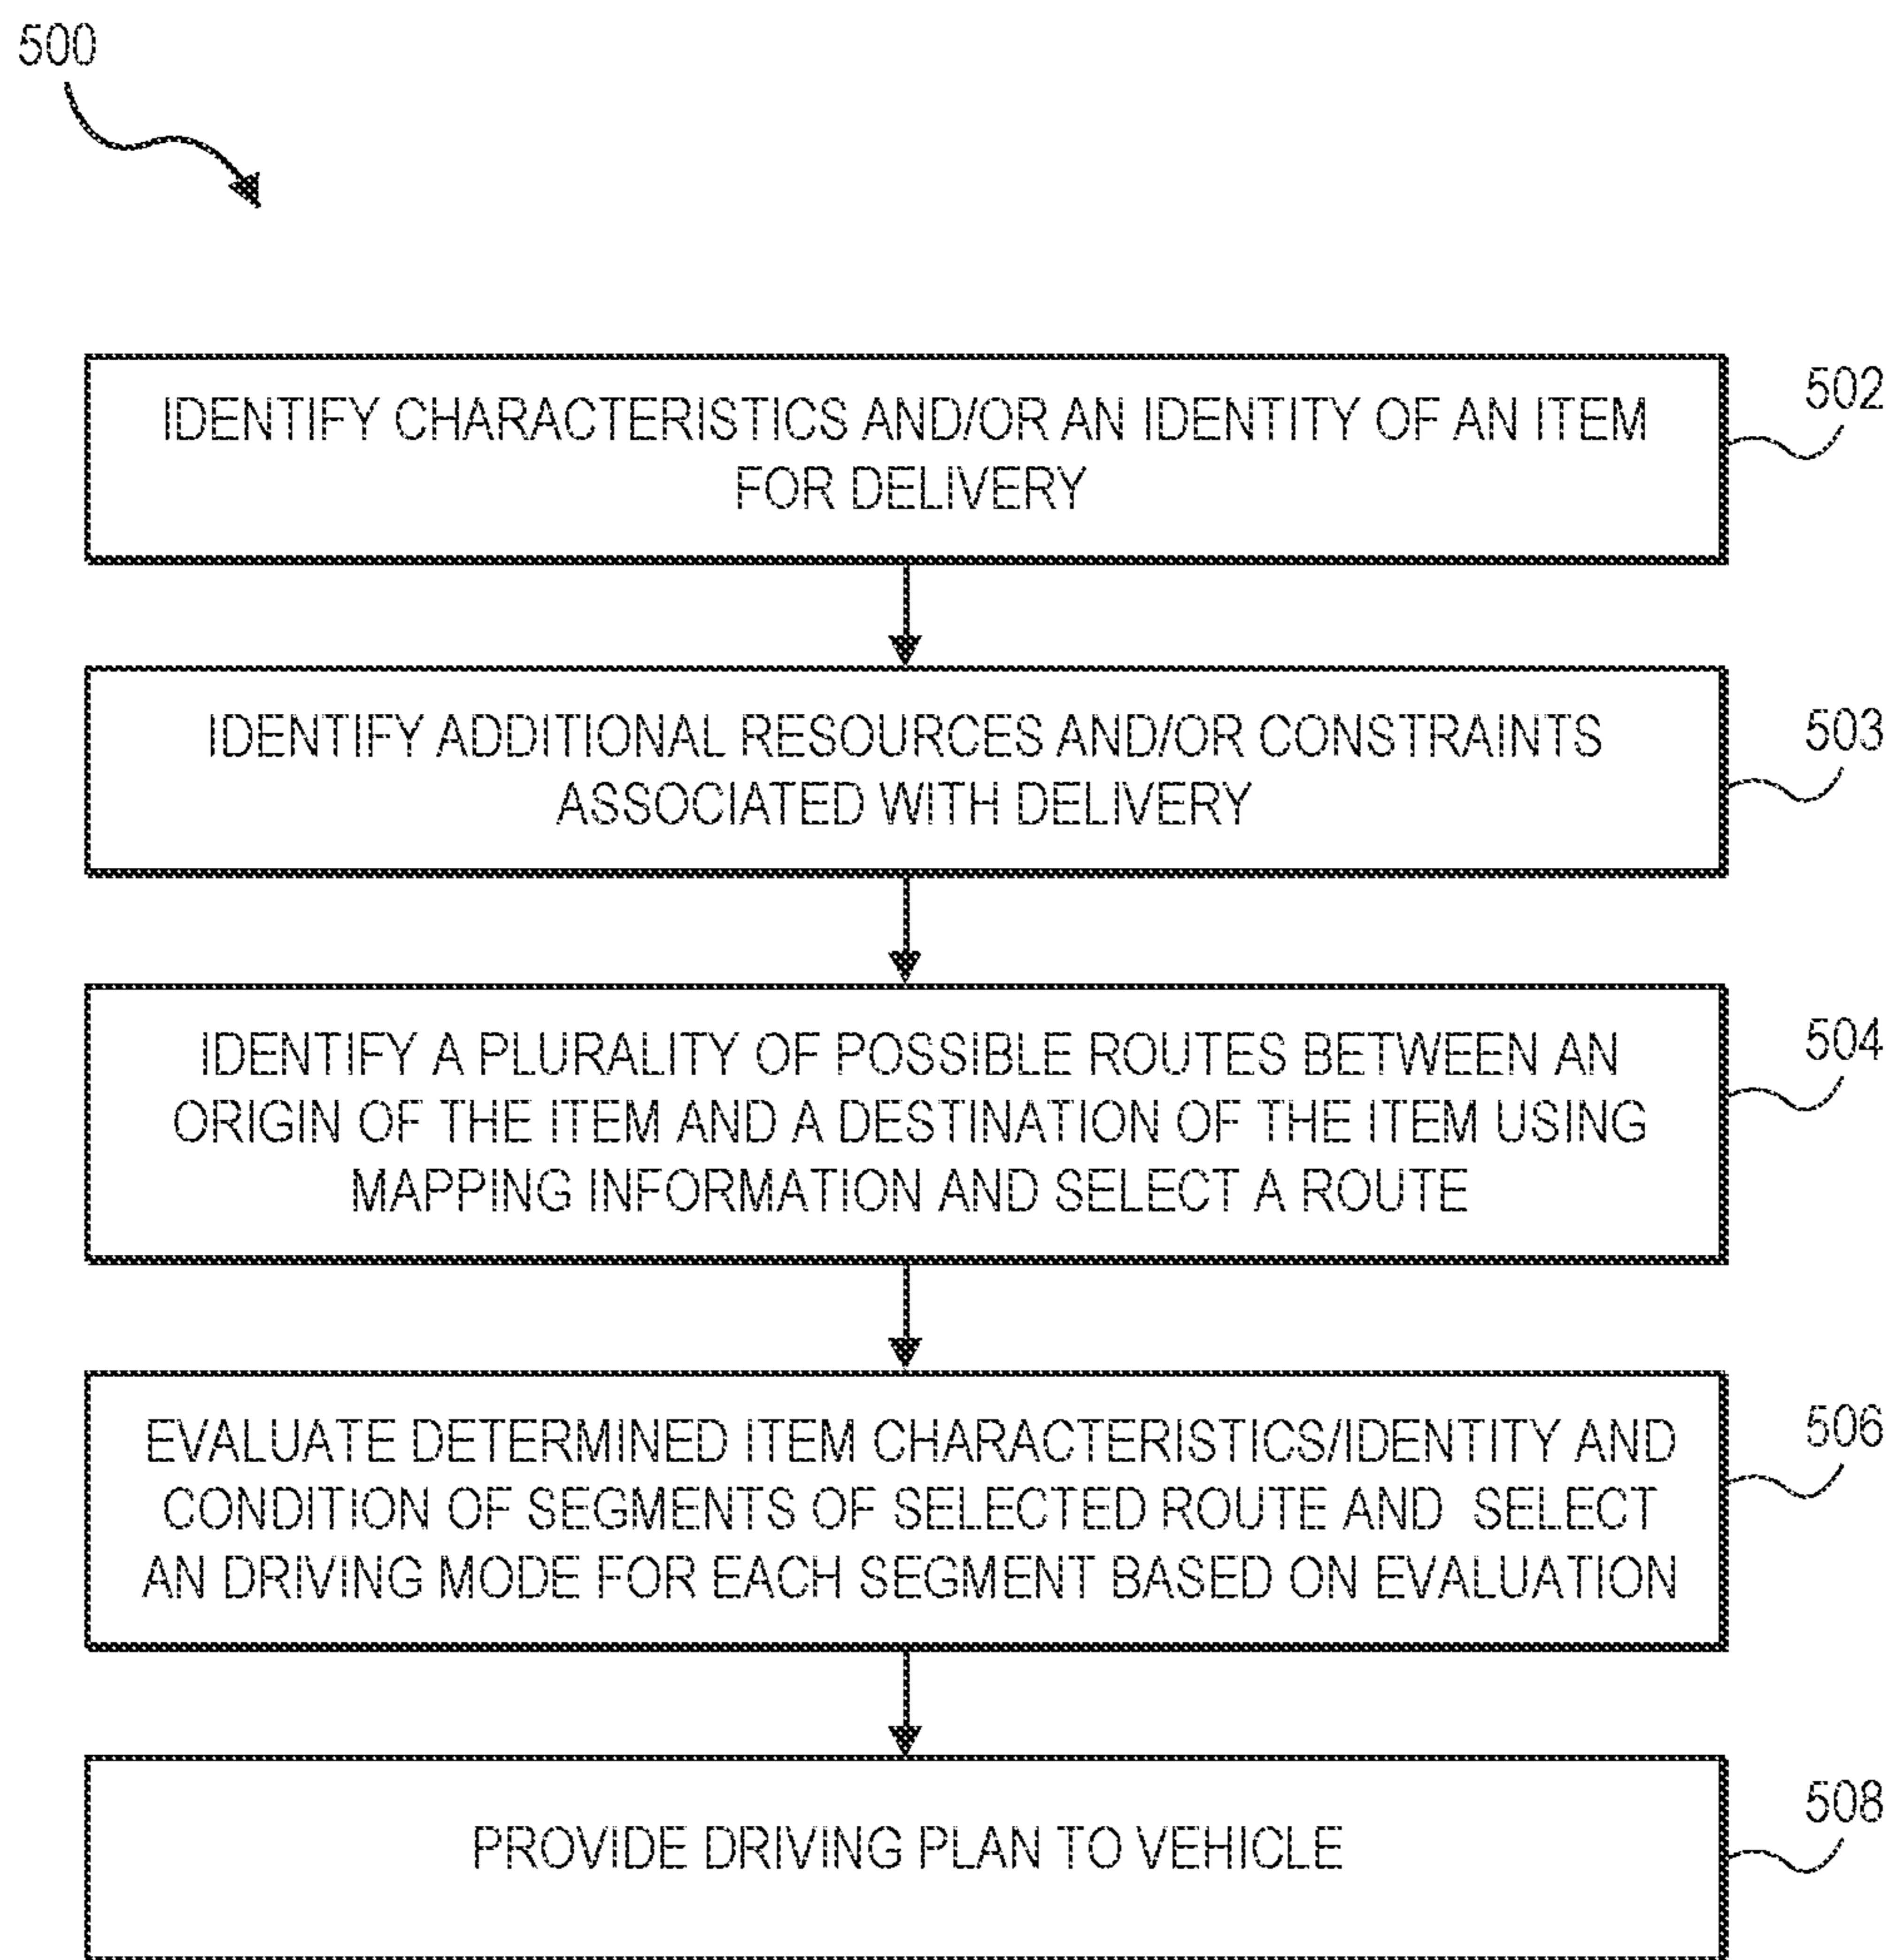 500
IDENTIFY CHARACTERISTICS AND/OR AN IDENTITY OF AN ITEM
FOR DELIVERY
502
IDENTIFY ADDITIONAL RESOURCES AND/OR CONSTRAINTS
ASSOCIATED WITH DELIVERY
503
IDENTIFY A PLURALITY OF POSSIBLE ROUTES BETWEEN AN
ORIGIN OF THE ITEM AND A DESTINATION OF THE ITEM USING
MAPPING INFORMATION AND SELECT A ROUTE
504
EVALUATE DETERMINED ITEM CHARACTERISTICS/IDENTITY AND
CONDITION OF SEGMENTS OF SELECTED ROUTE AND SELECT
AN DRIVING MODE FOR EACH SEGMENT BASED ON EVALUATION
506
PROVIDE DRIVING PLAN TO VEHICLE
508